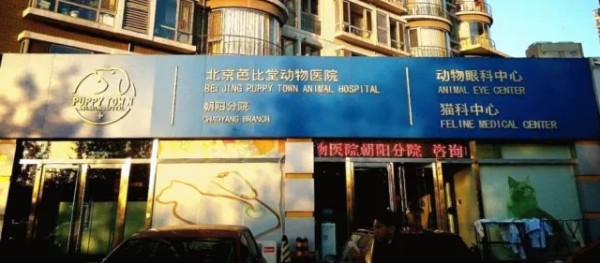 PUPPY TOWN
北京芭比堂动物医院
BEIJING PUPPY TOWN ANIMAL HOSPITAL
朝阳分院
CHAOYANG BRANCH
动物眼科中心
ANIMAL EYE CENTER
猫科中心
FELINE MEDICAL CENTER
物医院朝阳分院 咨询